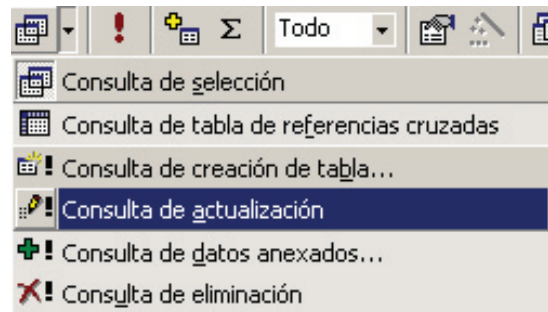 Todo
Consulta de selección
Consulta de tabla de referencias cruzadas
Consulta de creación de tabla...
Consulta de actualización
Consulta de datos anexados...
Consulta de eliminación